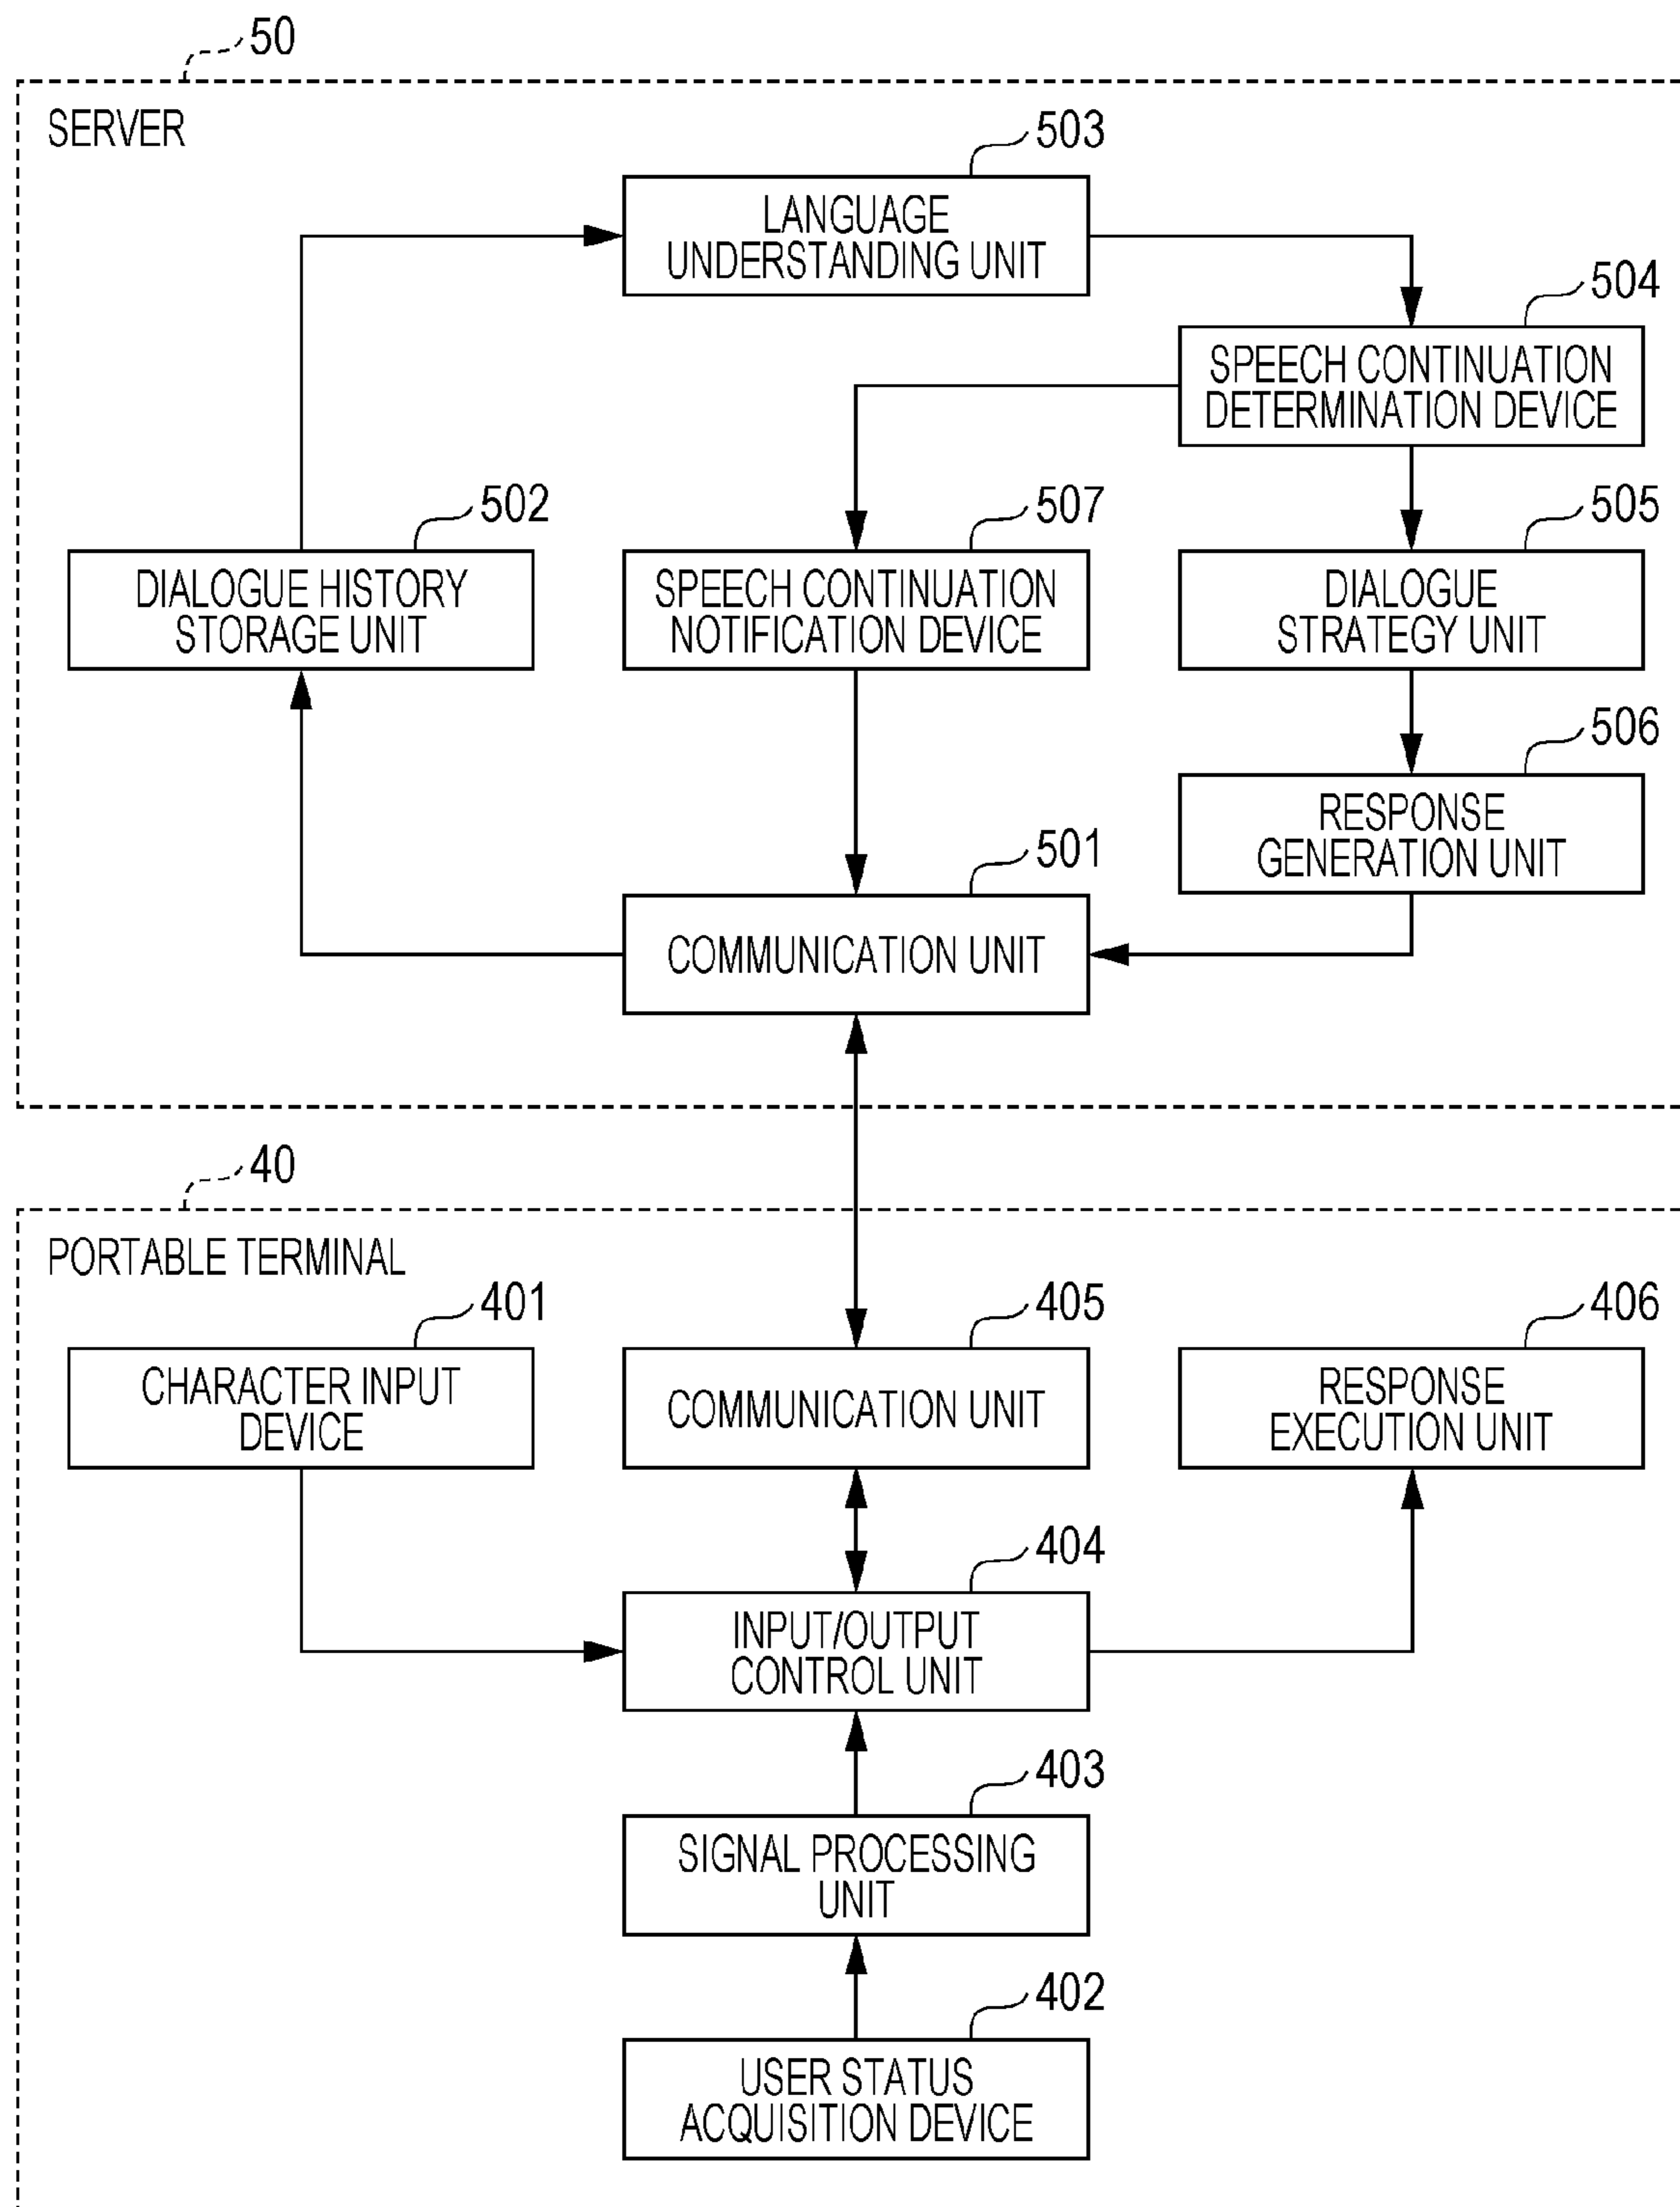 50
SERVER
503
LANGUAGE
UNDERSTANDING UNIT
504
SPEECH CONTINUATION
DETERMINATION DEVICE
502
DIALOGUE HISTORY
STORAGE UNIT
507
SPEECH CONTINUATION
NOTIFICATION DEVICE
505
DIALOGUE
STRATEGY UNIT
506
RESPONSE
GENERATION UNIT
501
COMMUNICATION UNIT
40
PORTABLE TERMINAL
401
CHARACTER INPUT
DEVICE
405
COMMUNICATION UNIT
406
RESPONSE
EXECUTION UNIT
404
INPUT/OUTPUT
CONTROL UNIT
403
SIGNAL PROCESSING
UNIT
402
USER STATUS
ACQUISITION DEVICE